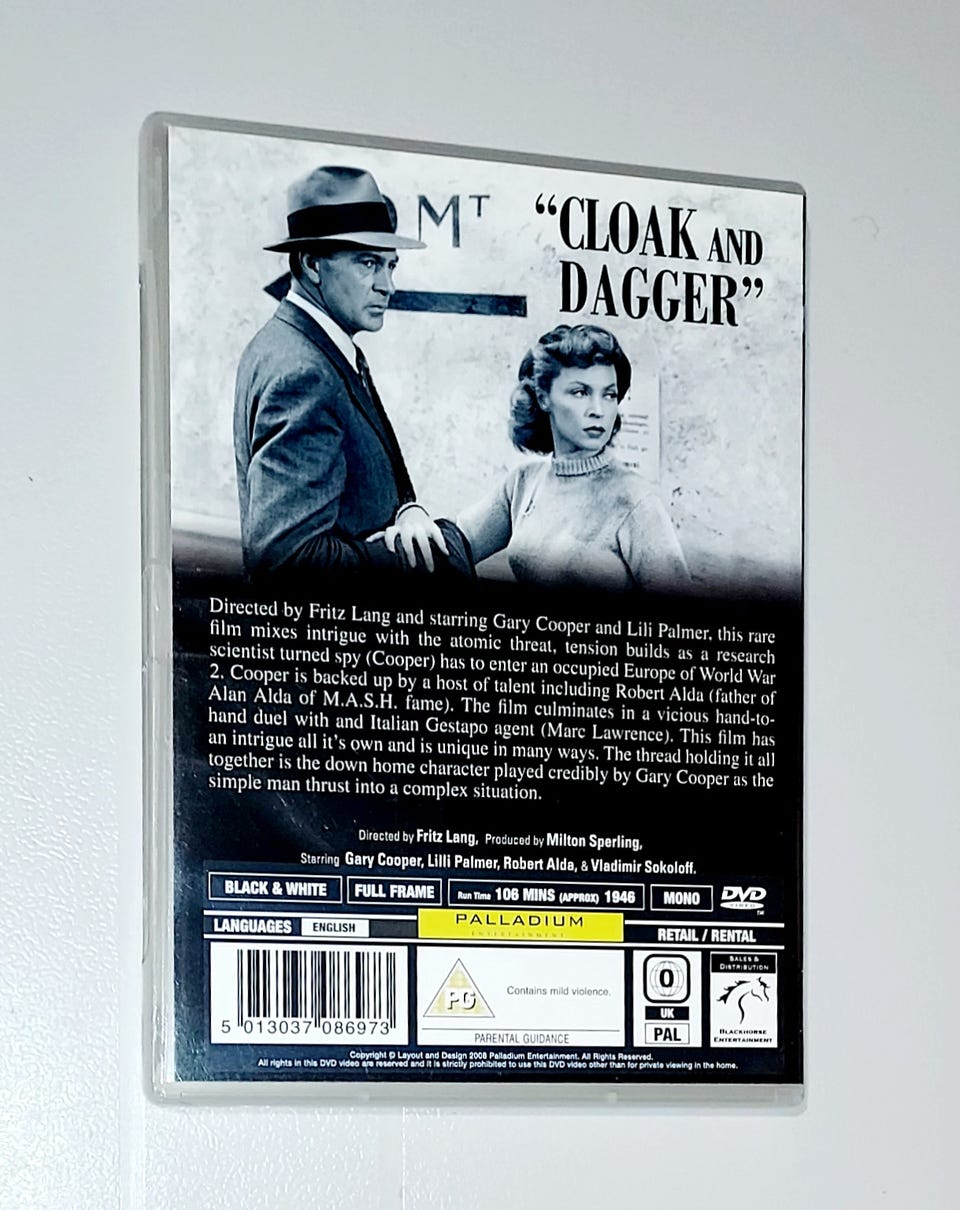 MT
“CLOAK AND
DAGGER”
Directed by Fritz Lang and starring Gary Cooper and Lili Palmer, this rare
film mixes intrigue with the atomic threat, tension builds as a research
scientist turned spy (Cooper) has to enter an occupied Europe of World War
2. Cooper is backed up by a host of talent including Robert Alda (father of
Alan Alda of M.A.S.H. fame). The film culminates in a vicious hand-to-
hand duel with and Italian Gestapo agent (Marc Lawrence). This film has
an intrigue all it's own and is unique in many ways. The thread holding it all
together is the down home character played credibly by Gary Cooper as the
simple man thrust into a complex situation.
Directed by Fritz Lang, Produced by Milton Sperling,
Starring Gary Cooper, Lilli Palmer, Robert Alda, & Vladimir Sokoloff.
BLACK & WHITE FULL FRAME Run Time 106 MINS (APPROX) 1946 MONO DVD VIDEO TM
LANGUAGES ENGLISH PALLADIUM ENTERTAINMENT RETAIL / RENTAL
5 013037 086973
PG Contains mild violence.
PARENTAL GUIDANCE
0
UK
PAL
SALES &
DISTRIBUTION
BLACKHORSE
ENTERTAINMENT
Copyright © Layout and Design 2008 Palladium Entertainment. All Rights Reserved.
All rights in this DVD video are reserved and it is strictly prohibited to use this DVD video other than for private viewing in the home.